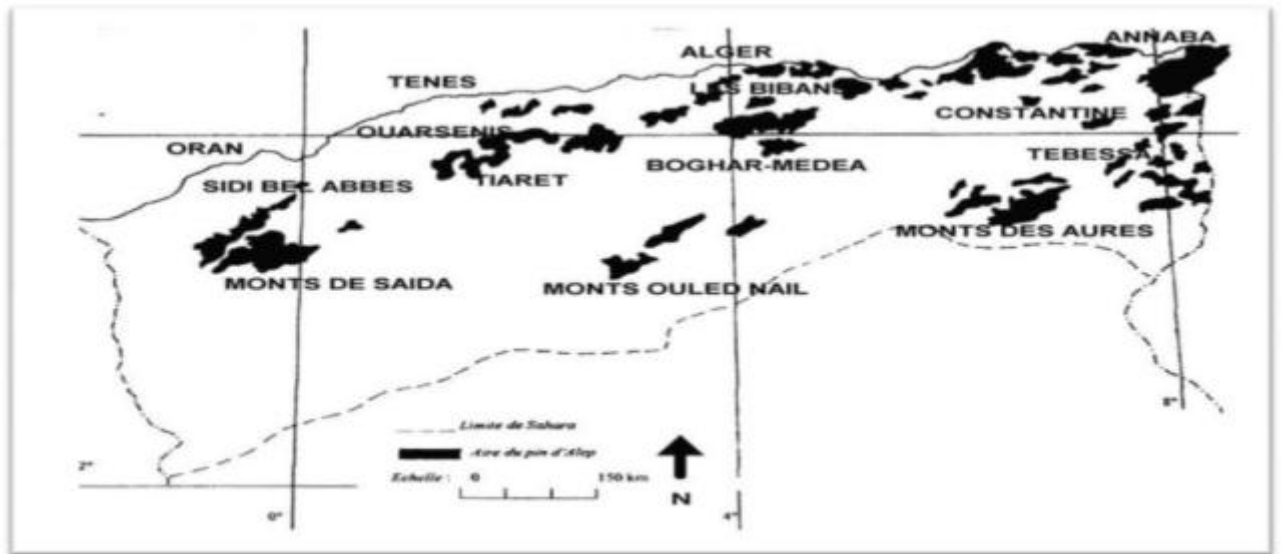 ANNABA
ALGER
TENES
LES BIBANS
CONSTANTINE
OUARSENIS
ORAN
TEBESSA
BOGHAR-MEDEA
TIARET
SIDI BEL ABBES
MONTS DES AURES
MONTS DE SAIDA
MONTS OULED NAIL
8°
Limite de Sahara
Aire du pin d'Alep
2°
Echelle : 0 150 km
N
0°
4°